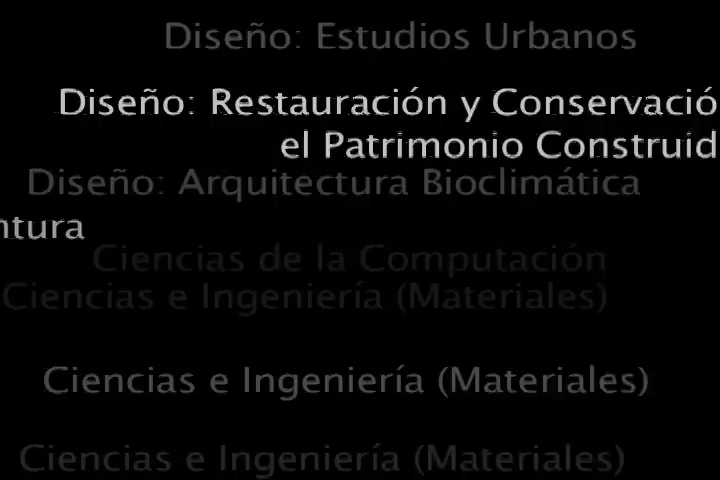 Diseño: Estudios Urbanos
Diseño: Restauración y Conservació
el Patrimonio Construid
Diseño: Arquitectura Bioclimática
ntura
Ciencias de la Computación
Ciencias e Ingeniería (Materiales)
Ciencias e Ingeniería (Materiales)
Ciencias e Ingeniería (Materiales)